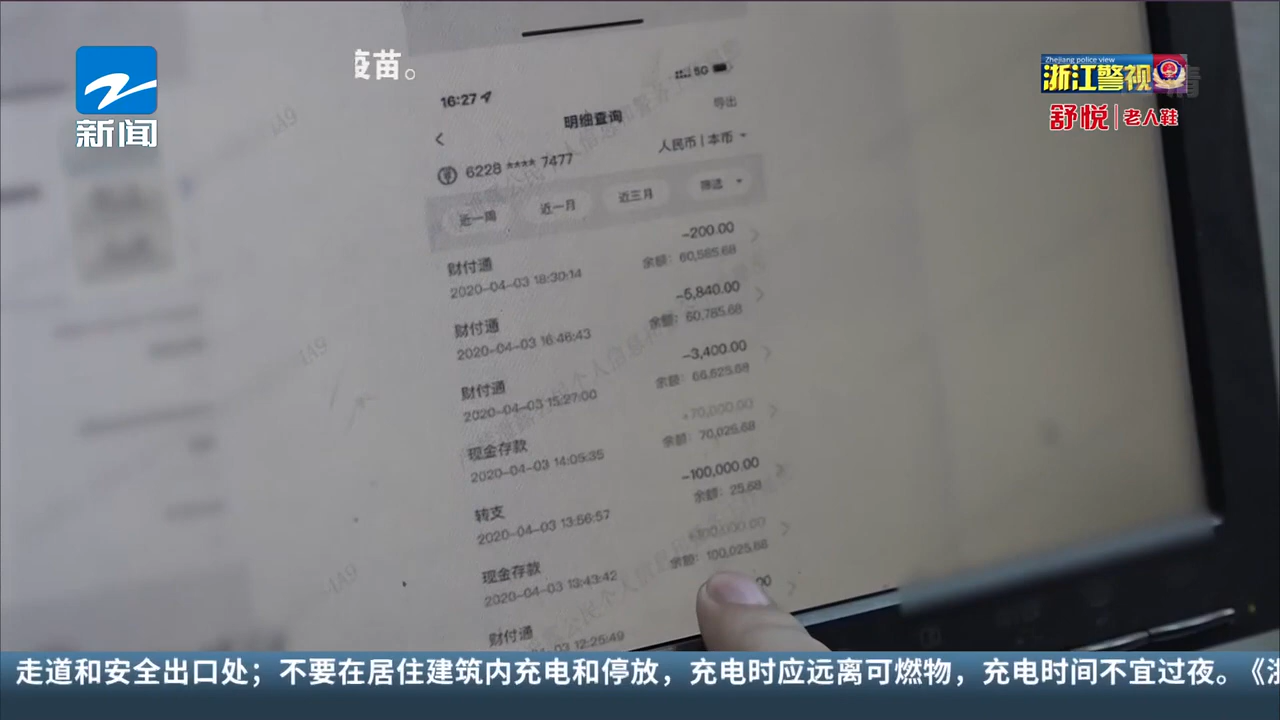 新闻
疫苗。
Zhejiang police view
浙江警视
舒悦|老人鞋
5G
16:27
导出
明细查询
6228 **** 7477
人民币|本币
近一周
近一月
近三月
筛选
财付通
-200.00
2020-04-03 18:30:14
余额：60,585.68
财付通
-5,840.00
2020-04-03 16:46:43
余额：60,785.68
财付通
-3,400.00
2020-04-03 15:27:00
余额：66,625.68
现金存款
+70,000.00
2020-04-03 14:05:35
余额：70,025.68
转支
-100,000.00
2020-04-03 13:56:57
余额：25.68
现金存款
+100,000.00
2020-04-03 13:43:42
余额：100,025.68
财付通
12:25:49
走道和安全出口处；不要在居住建筑内充电和停放，充电时应远离可燃物，充电时间不宜过夜。《浙